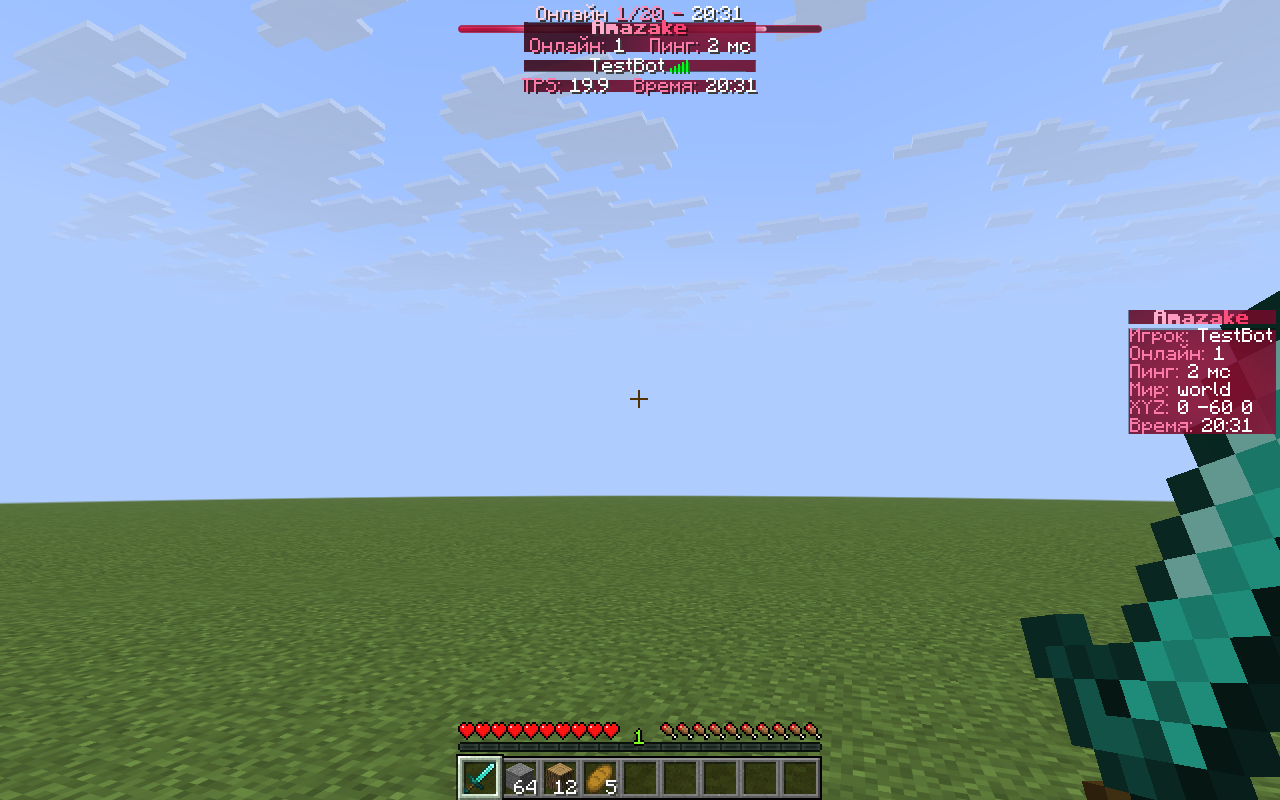 Онлайн 1/20 - 20:31
Amazake
Онлайн: 1 Пинг: 2 мс
TestBot
TPS: 19.9 Время: 20:31
Amazake
Игрок: TestBot
Онлайн: 1
Пинг: 2 мс
Мир: world
XYZ: 0 -60 0
Время: 20:31
1
64 12 5